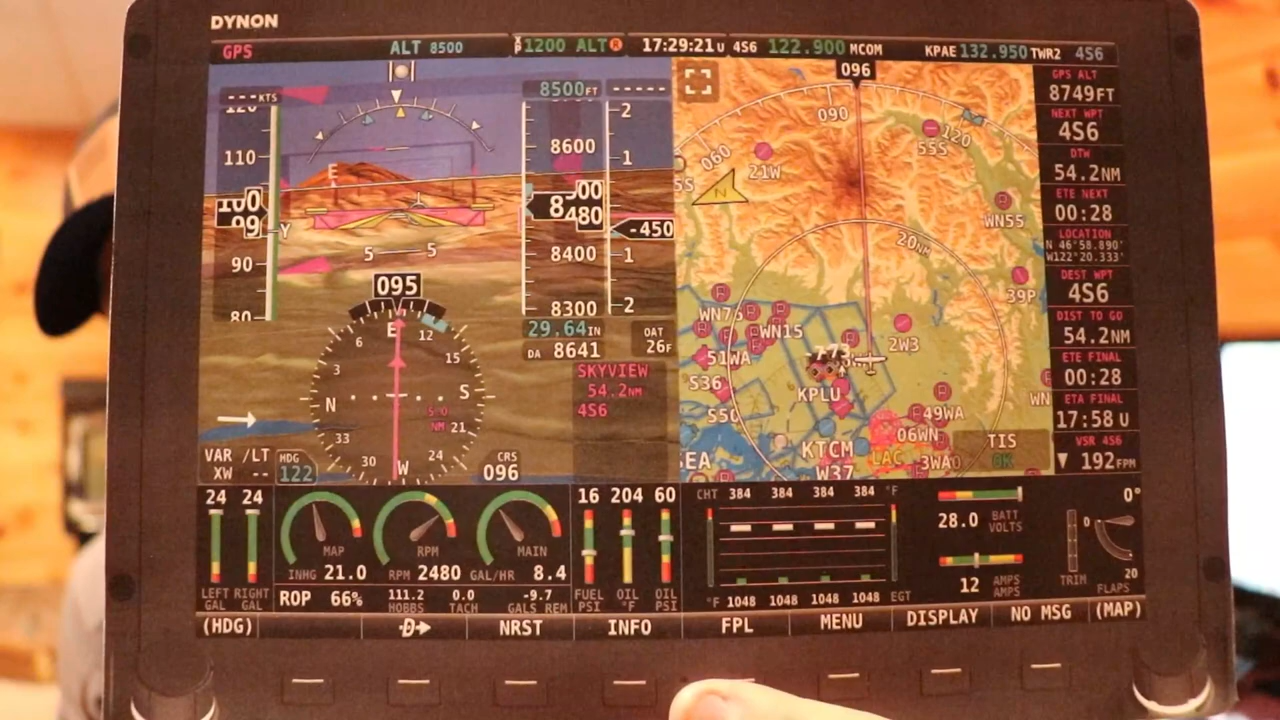 DYNON
GPS
ALT 8500
1200 ALT R
17:29:21U 4S6 122.900 MCOM
KPAE 132.950 TWR2 4S6
---KTS
110
90
80
8500FT
-----
8600
8400
8300
2
1
-450
1
2
Y
E
5 5
29.64IN
DA 8641
OAT
26F
SKYVIEW
54.2NM
4S6
095
E
12
15
S
21
24
W
30
33
N
3
6
5.0
NM
VAR /LT
XW --
HDG
122
CRS
096
096
090
060
120
55S
21W
N
WN55
20NM
39P
WN76
WN15
2W3
51WA
-773
S36
KPLU
S50
49WA
06WN
KTCM
LAC
3WA0
W37
WN
TIS
OK
GPS ALT
8749FT
NEXT WPT
4S6
DTW
54.2NM
ETE NEXT
00:28
LOCATION
N 46°58.890'
W122°20.333'
DEST WPT
4S6
DIST TO GO
54.2NM
ETE FINAL
00:28
ETA FINAL
17:58 U
VSR 4S6
192FPM
24 24
LEFT RIGHT
GAL GAL
MAP
INHG 21.0
RPM
RPM 2480
MAIN
GAL/HR 8.4
ROP 66%
111.2
HOBBS
0.0
TACH
-9.7
GALS REM
16 204 60
FUEL OIL OIL
PSI °F PSI
CHT 384 384 384 384 °F
°F 1048 1048 1048 1048 EGT
28.0 BATT
VOLTS
12 AMPS
AMPS
TRIM
0°
0
20
FLAPS
(HDG)
D
NRST
INFO
FPL
MENU
DISPLAY
NO MSG
(MAP)